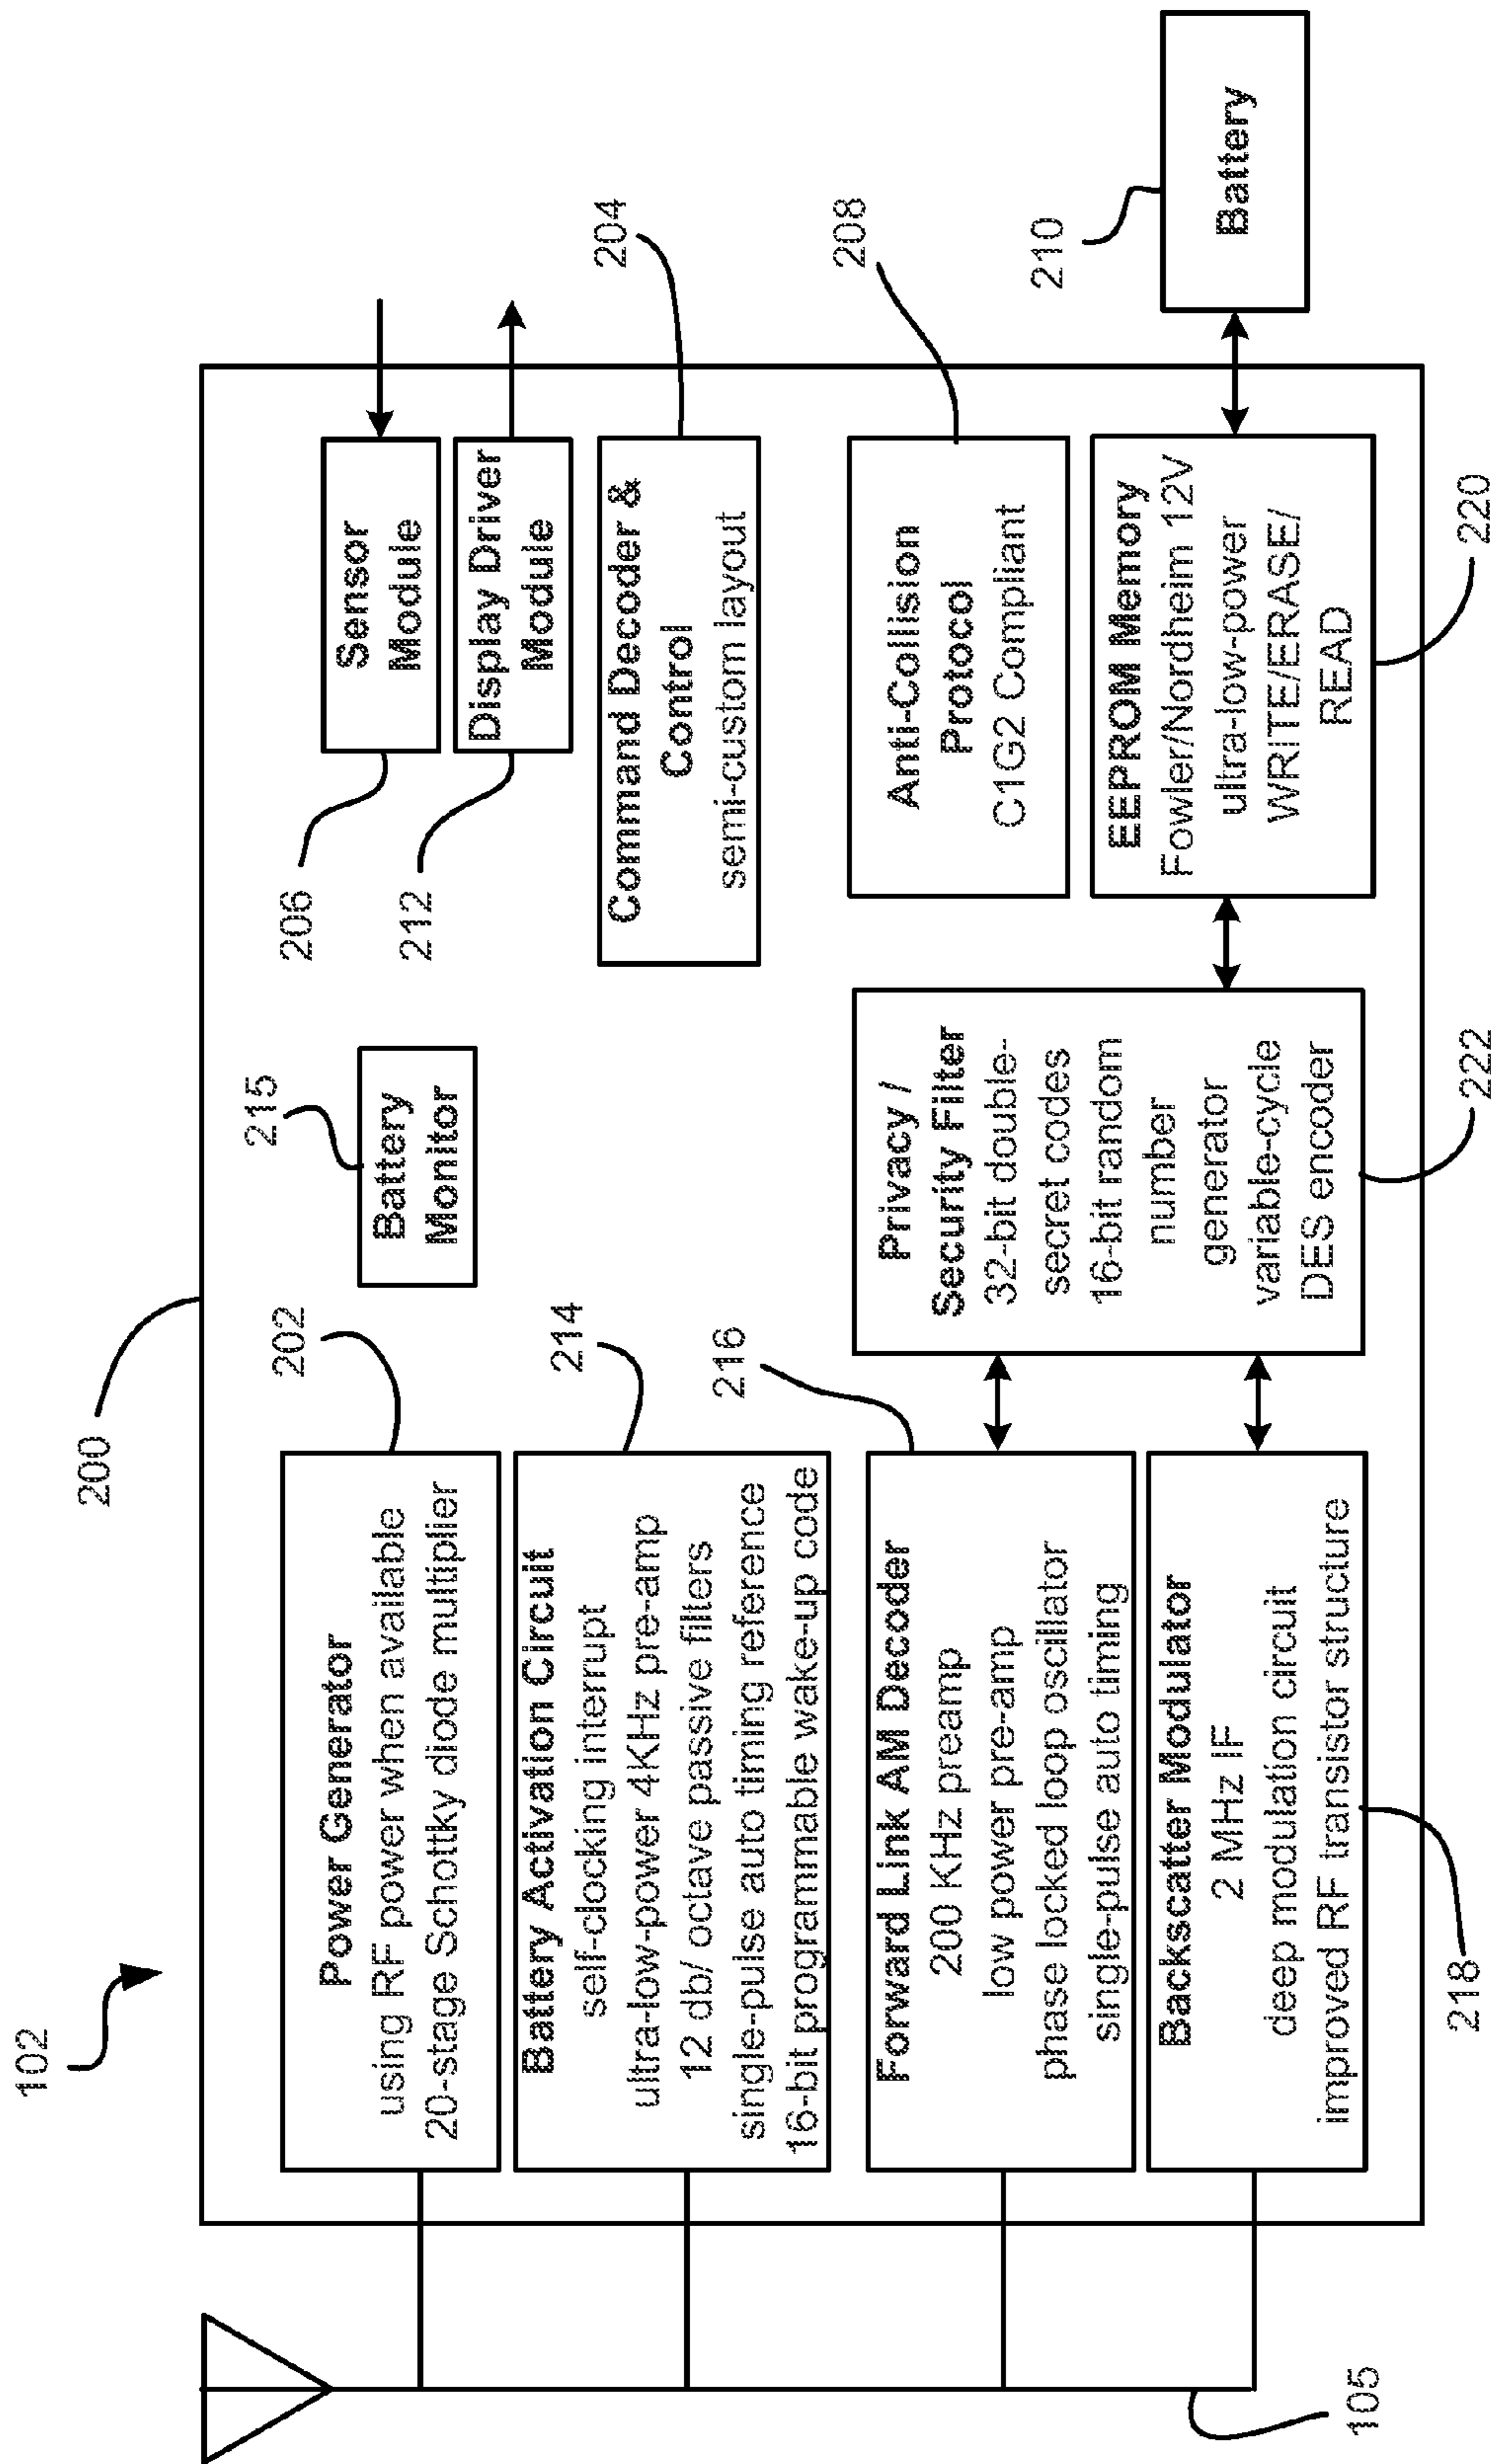 102
200
105
202
Power Generator
using RF power when available
20-stage Schottky diode multiplier
214
Battery Activation Circuit
self-clocking interrupt
ultra-low-power 4KHz pre-amp
12 db/ octave passive filters
single-pulse auto timing reference
16-bit programmable wake-up code
216
Forward Link AM Decoder
200 KHz preamp
low power pre-amp
phase locked loop oscillator
single-pulse auto timing
Backscatter Modulator
2 MHz IF
deep modulation circuit
improved RF transistor structure
218
215
Battery
Monitor
Privacy /
Security Filter
32-bit double-
secret codes
16-bit random
number
generator
variable-cycle
DES encoder
222
206
Sensor
Module
212
Display Driver
Module
Command Decoder &
Control
semi-custom layout
204
Anti-Collision
Protocol
C1G2 Compliant
208
EEPROM Memory
Fowler/Nordheim 12V
ultra-low-power
WRITE/ERASE/
READ
220
210
Battery